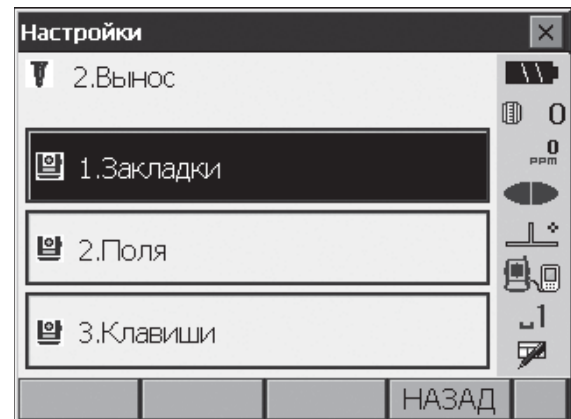 Настройки
2.Вынос
0
0
PPM
1.Закладки
2.Поля
3.Клавиши
1
НАЗАД